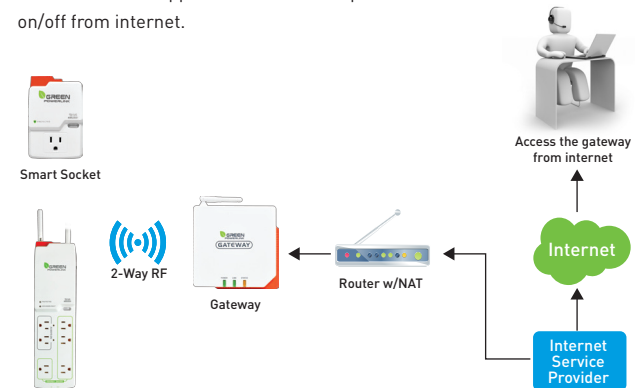 on/off from internet.
GREEN
POWERLINK
Smart Socket
Access the gateway
from internet
2-Way RF
GREEN
GATEWAY
Gateway
Router w/NAT
Internet
GREEN
POWERLINK
Internet
Service
Provider